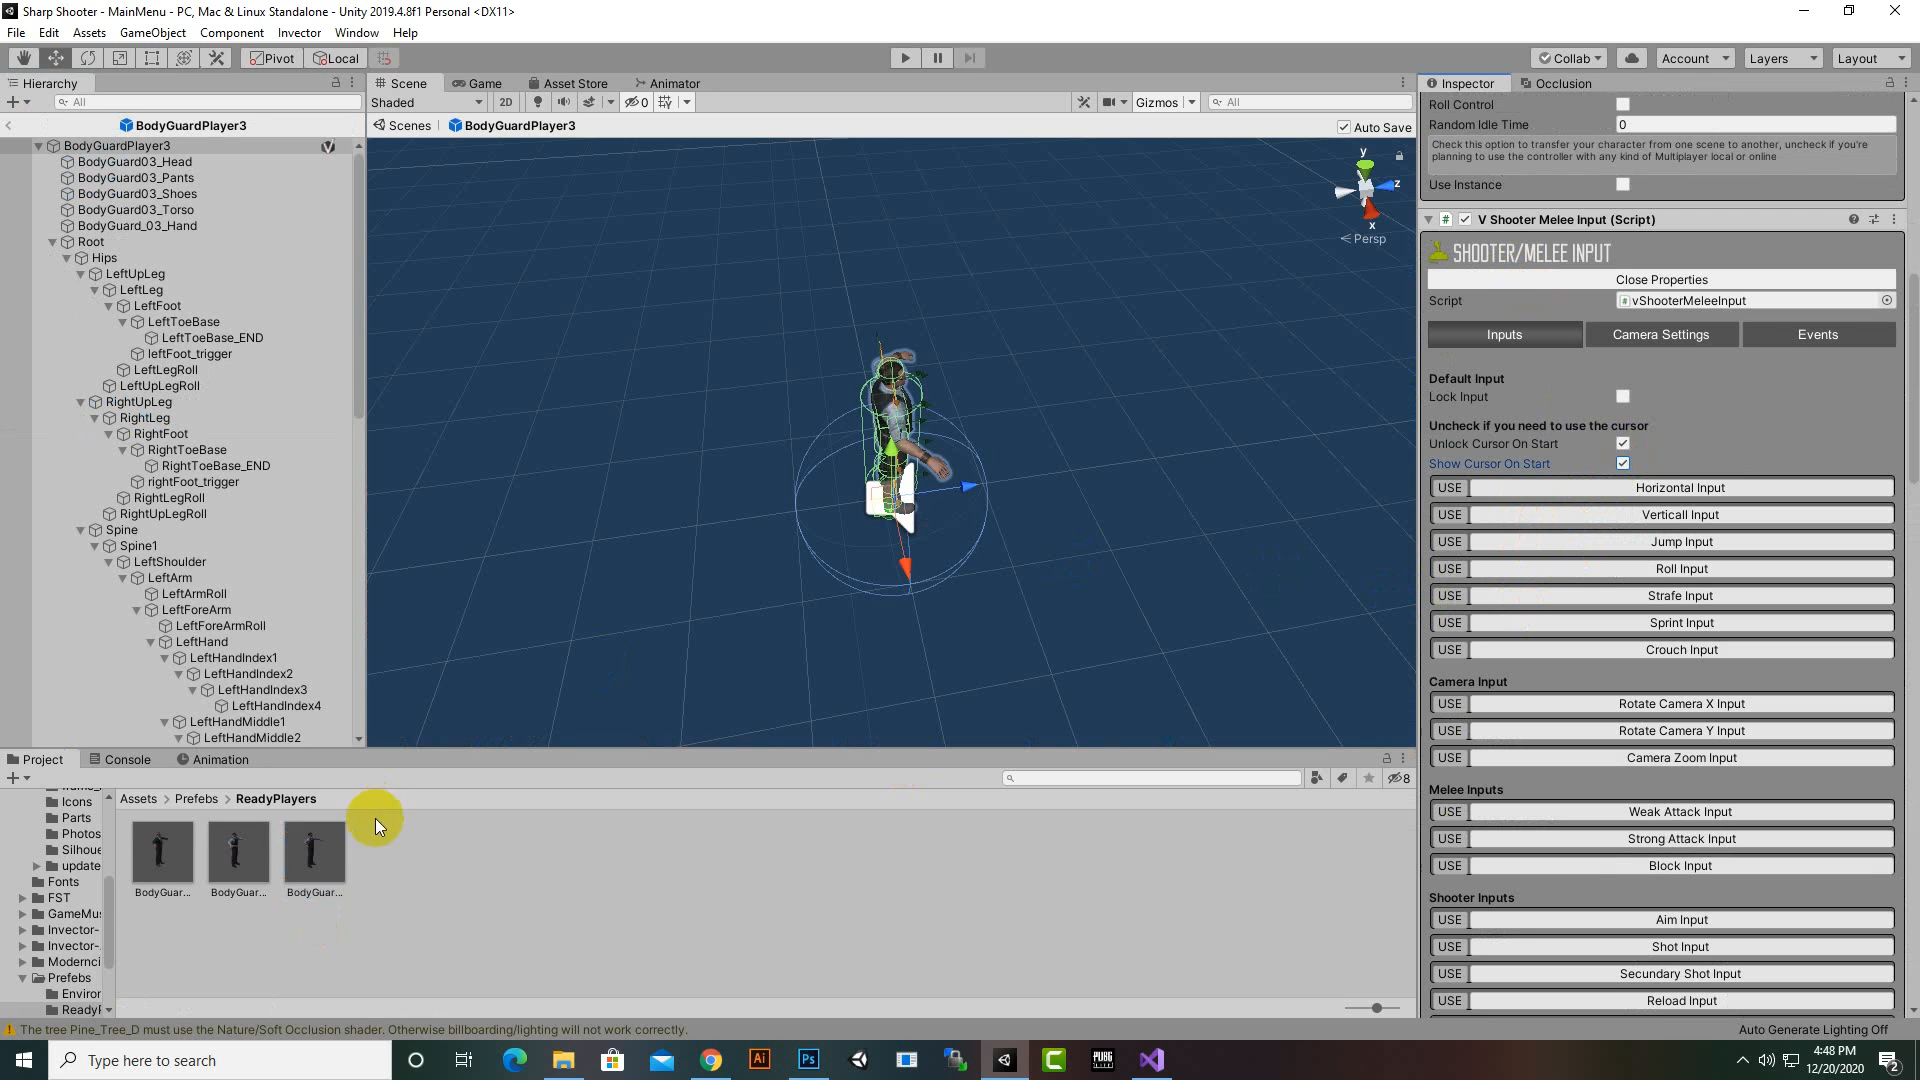 Sharp Shooter - MainMenu - PC, Mac & Linux Standalone - Unity 2019.4.8f1 Personal <DX11>
File Edit Assets GameObject Component Invector Window Help
Pivot Local Collab Account Layers Layout
Hierarchy Scene Game Asset Store Animator Inspector Occlusion
All Shaded 2D 0 Gizmos All
BodyGuardPlayer3 Scenes BodyGuardPlayer3 Auto Save
BodyGuardPlayer3
BodyGuard03_Head
BodyGuard03_Pants
BodyGuard03_Shoes
BodyGuard03_Torso
BodyGuard_03_Hand
Root
Hips
LeftUpLeg
LeftLeg
LeftFoot
LeftToeBase
LeftToeBase_END
leftFoot_trigger
LeftLegRoll
LeftUpLegRoll
RightUpLeg
RightLeg
RightFoot
RightToeBase
RightToeBase_END
rightFoot_trigger
RightLegRoll
RightUpLegRoll
Spine
Spine1
LeftShoulder
LeftArm
LeftArmRoll
LeftForeArm
LeftForeArmRoll
LeftHand
LeftHandIndex1
LeftHandIndex2
LeftHandIndex3
LeftHandIndex4
LeftHandMiddle1
LeftHandMiddle2
y
z
x
Persp
Roll Control
Random Idle Time 0
Check this option to transfer your character from one scene to another, uncheck if you're
planning to use the controller with any kind of Multiplayer local or online
Use Instance
V Shooter Melee Input (Script)
SHOOTER/MELEE INPUT
Close Properties
Script vShooterMeleeInput
Inputs Camera Settings Events
Default Input
Lock Input
Uncheck if you need to use the cursor
Unlock Cursor On Start
Show Cursor On Start
USE Horizontal Input
USE Verticall Input
USE Jump Input
USE Roll Input
USE Strafe Input
USE Sprint Input
USE Crouch Input
Camera Input
USE Rotate Camera X Input
USE Rotate Camera Y Input
USE Camera Zoom Input
Melee Inputs
USE Weak Attack Input
USE Strong Attack Input
USE Block Input
Shooter Inputs
USE Aim Input
USE Shot Input
USE Secundary Shot Input
USE Reload Input
Project Console Animation
8
Icons
Parts
Photos
Silhoue
update
Fonts
FST
GameMu
Invector-
Invector-
Modernci
Prefebs
Enviror
Ready
Assets > Prefebs > ReadyPlayers
BodyGuar... BodyGuar... BodyGuar...
The tree Pine_Tree_D must use the Nature/Soft Occlusion shader. Otherwise billboarding/lighting will not work correctly.
Auto Generate Lighting Off
Type here to search
Ai
Ps
PUBG
4:48 PM
12/20/2020
2